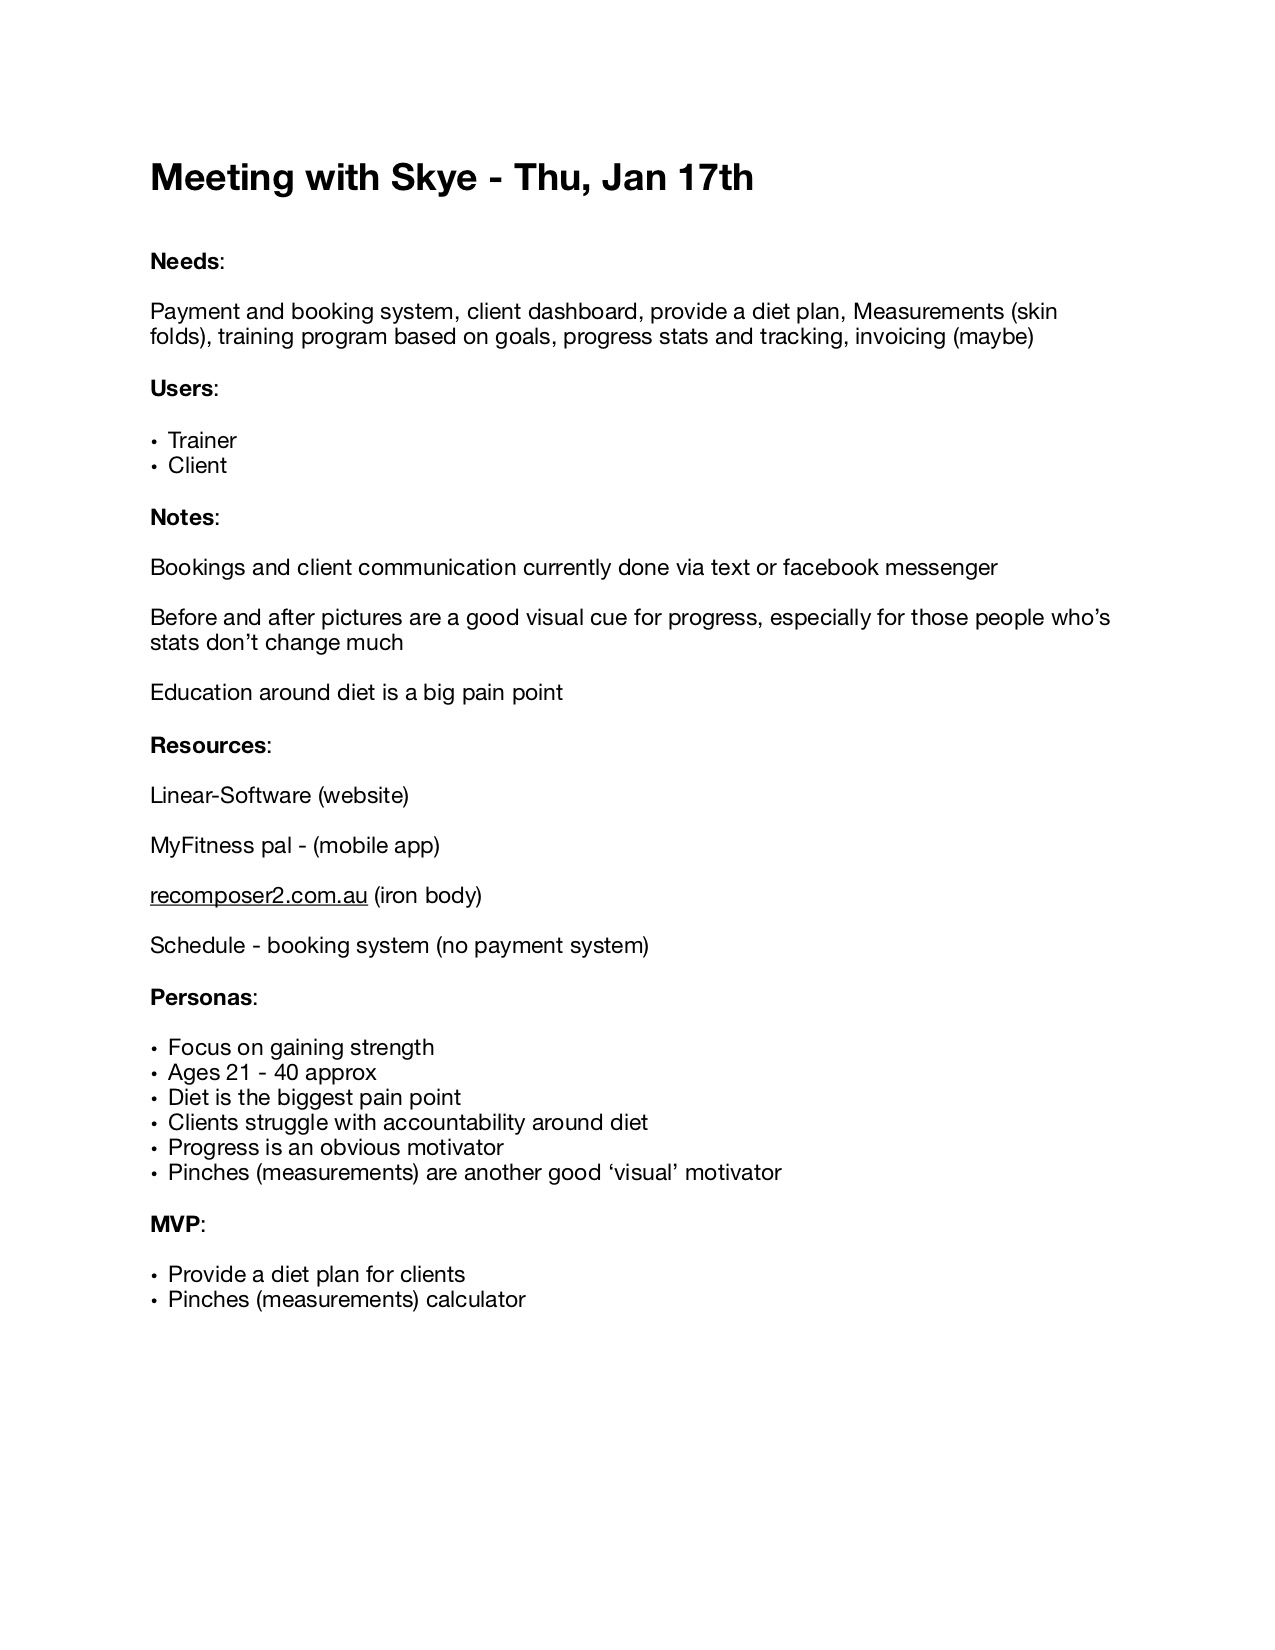 Meeting with Skye - Thu, Jan 17th
Needs:
Payment and booking system, client dashboard, provide a diet plan, Measurements (skin
folds), training program based on goals, progress stats and tracking, invoicing (maybe)
Users:
• Trainer
• Client
Notes:
Bookings and client communication currently done via text or facebook messenger
Before and after pictures are a good visual cue for progress, especially for those people who’s
stats don’t change much
Education around diet is a big pain point
Resources:
Linear-Software (website)
MyFitness pal - (mobile app)
recomposer2.com.au (iron body)
Schedule - booking system (no payment system)
Personas:
• Focus on gaining strength
• Ages 21 - 40 approx
• Diet is the biggest pain point
• Clients struggle with accountability around diet
• Progress is an obvious motivator
• Pinches (measurements) are another good ‘visual’ motivator
MVP:
• Provide a diet plan for clients
• Pinches (measurements) calculator